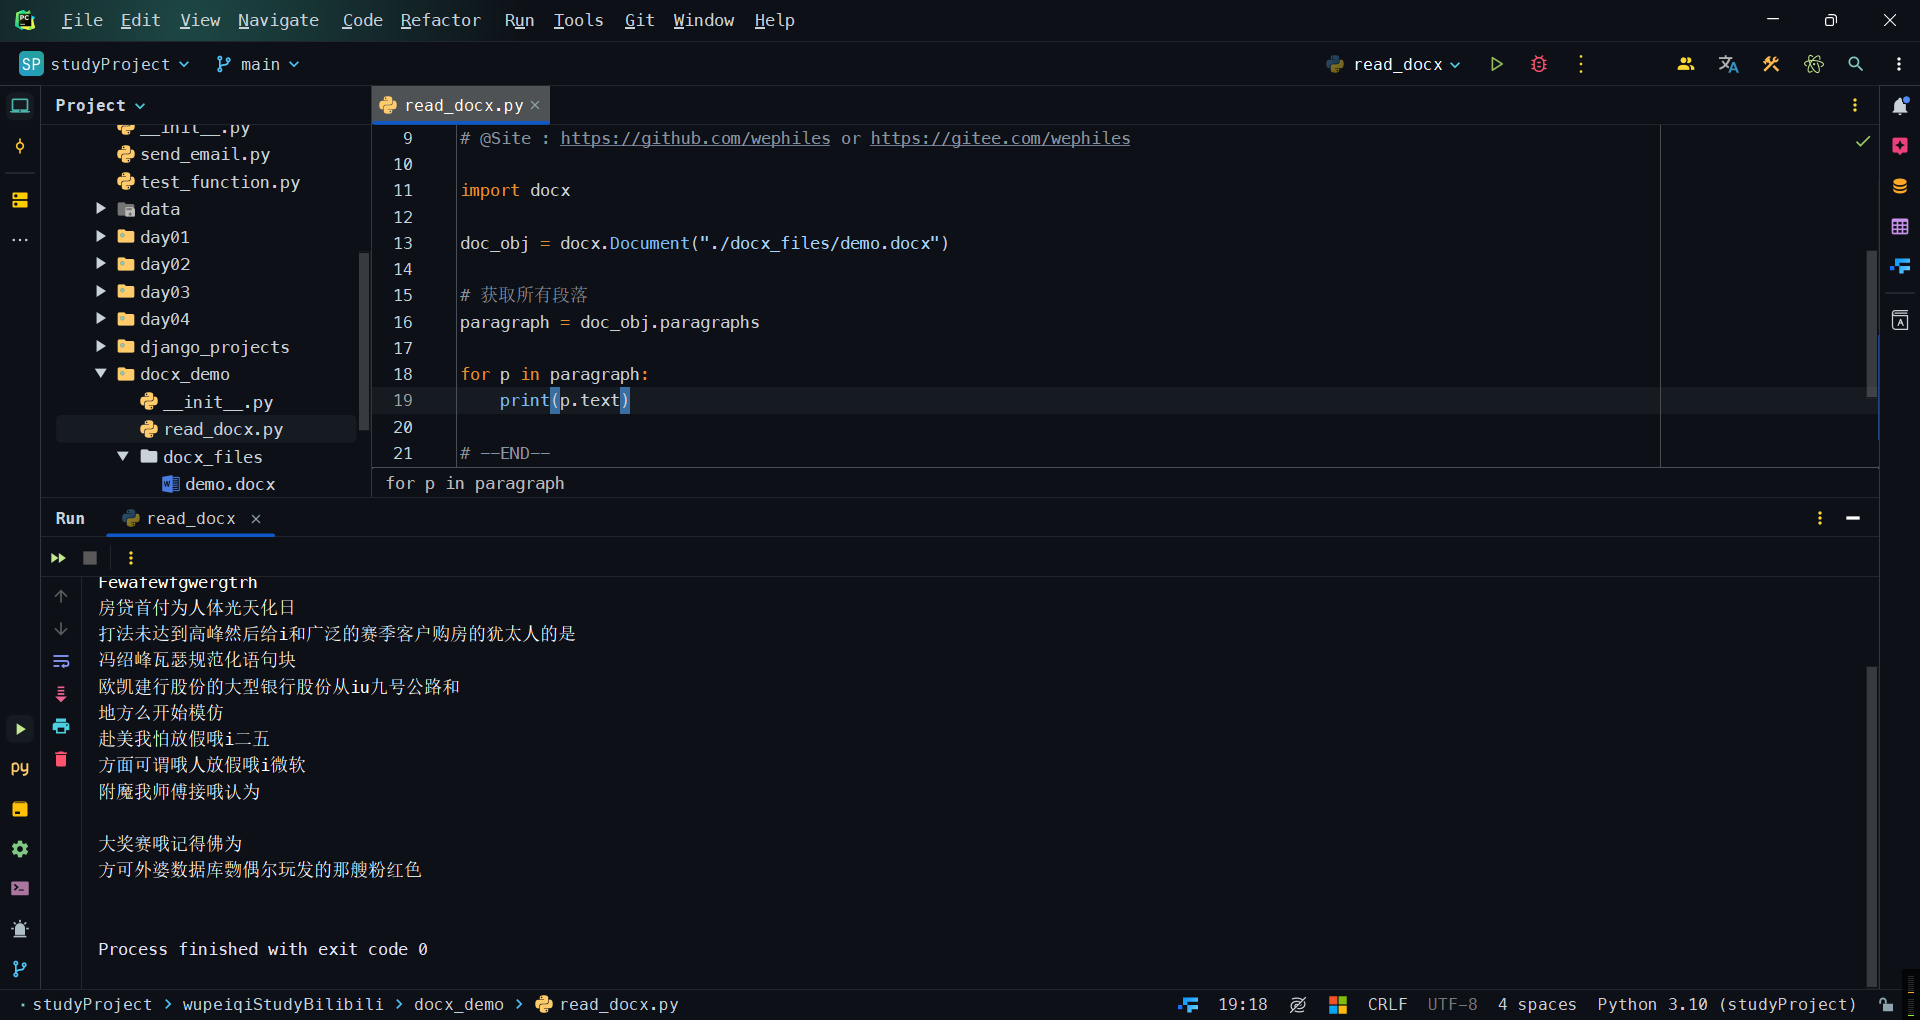 File Edit View Navigate Code Refactor Run Tools Git Window Help
SP studyProject main read_docx
Project
read_docx.py
__init__.py
send_email.py
test_function.py
data
day01
day02
day03
day04
django_projects
docx_demo
__init__.py
read_docx.py
docx_files
demo.docx
9 # @Site : https://github.com/wephiles or https://gitee.com/wephiles
10
11 import docx
12
13 doc_obj = docx.Document("./docx_files/demo.docx")
14
15 # 获取所有段落
16 paragraph = doc_obj.paragraphs
17
18 for p in paragraph:
19 print(p.text)
20
21 # --END--
for p in paragraph
Run read_docx
Fewafewfgwergtrh
房贷首付为人体光天化日
打法未达到高峰然后给i和广泛的赛季客户购房的犹太人的是
冯绍峰瓦瑟规范化语句块
欧凯建行股份的大型银行股份从iu九号公路和
地方么开始模仿
赴美我怕放假哦i二五
方面可谓哦人放假哦i微软
附魔我师傅接哦认为
大奖赛哦记得佛为
方可外婆数据库覅偶尔玩发的那艘粉红色
Process finished with exit code 0
studyProject > wupeiqiStudyBilibili > docx_demo > read_docx.py
19:18 CRLF UTF-8 4 spaces Python 3.10 (studyProject)